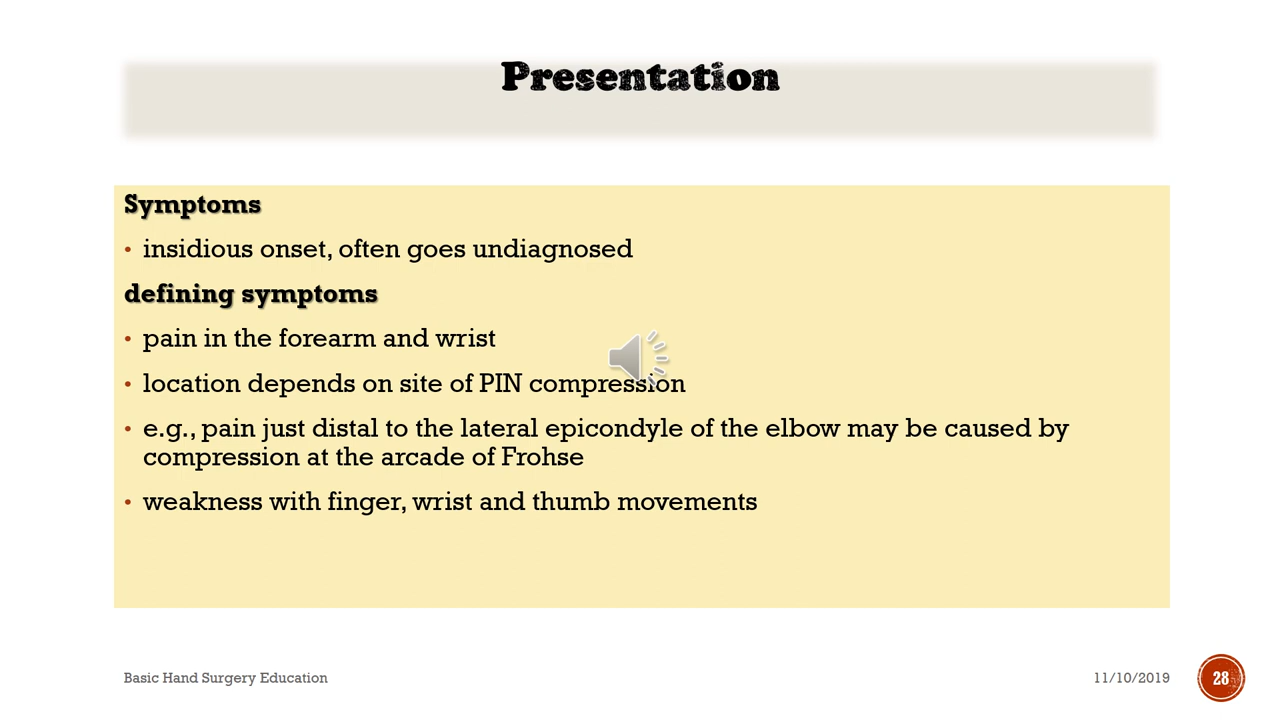 Presentation
Symptoms
• insidious onset, often goes undiagnosed
defining symptoms
• pain in the forearm and wrist
• location depends on site of PIN compression
• e.g., pain just distal to the lateral epicondyle of the elbow may be caused by
compression at the arcade of Frohse
• weakness with finger, wrist and thumb movements
Basic Hand Surgery Education
11/10/2019
28